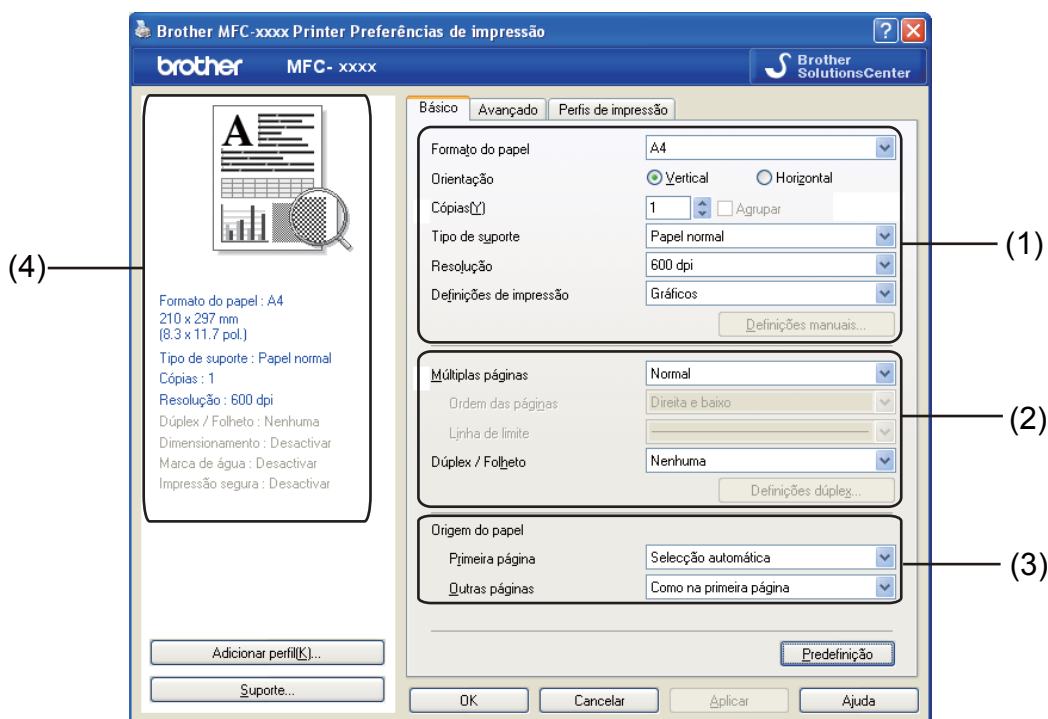 Brother MFC-xxxx Printer Preferências de impressão
brother MFC- xxxx
Brother
SolutionsCenter
(4)
A
Formato do papel : A4
210 x 297 mm
(8.3 x 11.7 pol.)
Tipo de suporte : Papel normal
Cópias : 1
Resolução : 600 dpi
Dúplex / Folheto : Nenhuma
Dimensionamento : Desactivar
Marca de água : Desactivar
Impressão segura : Desactivar
Adicionar perfil(K)...
Suporte...
Básico Avançado Perfis de impressão
Formato do papel A4
Orientação Vertical Horizontal
Cópias(Y) 1 Agrupar
Tipo de suporte Papel normal
Resolução 600 dpi
Definições de impressão Gráficos
Definições manuais...
(1)
Múltiplas páginas Normal
Ordem das páginas Direita e baixo
Linha de limite
Dúplex / Folheto Nenhuma
Definições dúplex...
(2)
Origem do papel
Primeira página Selecção automática
Outras páginas Como na primeira página
(3)
Predefinição
OK Cancelar Aplicar Ajuda